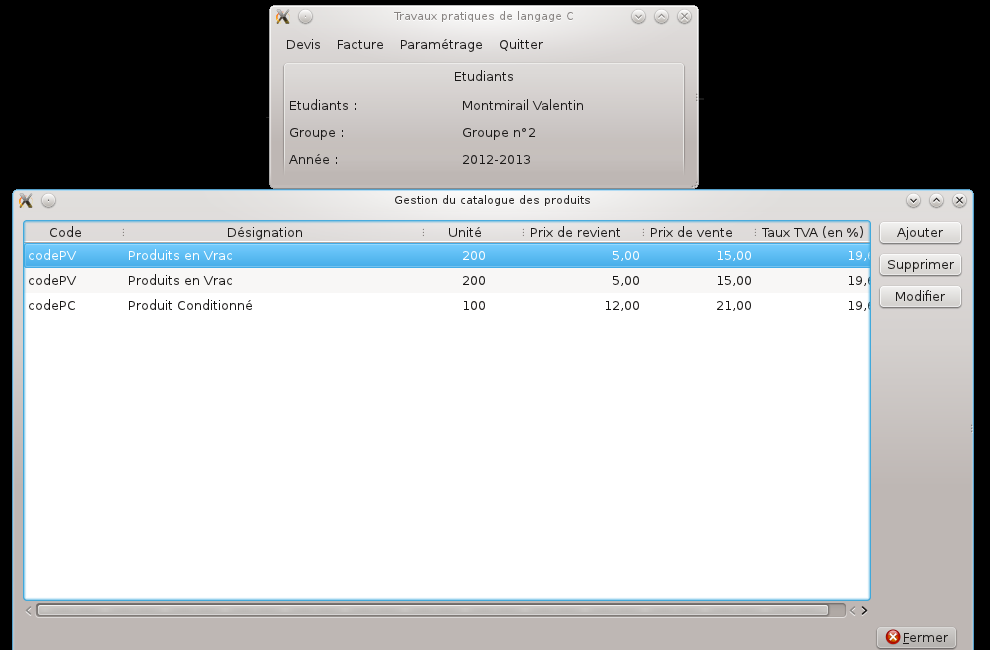 Travaux pratiques de langage C
Devis Facture Paramétrage Quitter
Etudiants
Etudiants : Montmirail Valentin
Groupe : Groupe n°2
Année : 2012-2013
Gestion du catalogue des produits
Code Désignation Unité Prix de revient Prix de vente Taux TVA (en %)
codePV Produits en Vrac 200 5,00 15,00 19,
codePV Produits en Vrac 200 5,00 15,00 19,
codePC Produit Conditionné 100 12,00 21,00 19,
Ajouter
Supprimer
Modifier
Fermer